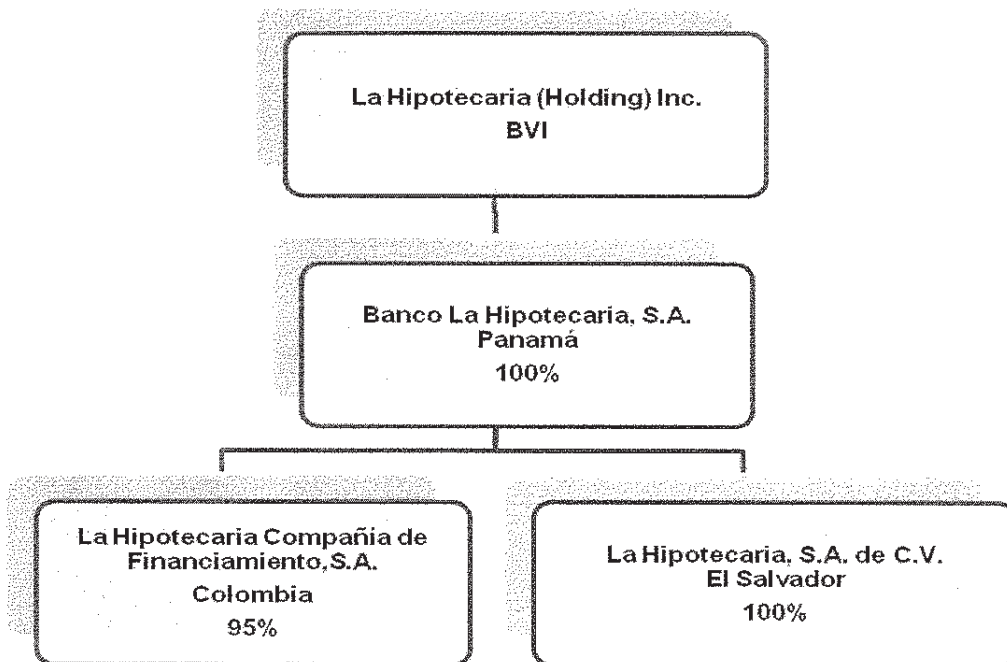 La Hipotecaria (Holding) Inc.
BVI
Banco La Hipotecaria, S.A.
Panamá
100%
La Hipotecaria Compañia de
Financiamiento,S.A.
Colombia
95%
La Hipotecaria, S.A. de C.V.
El Salvador
100%